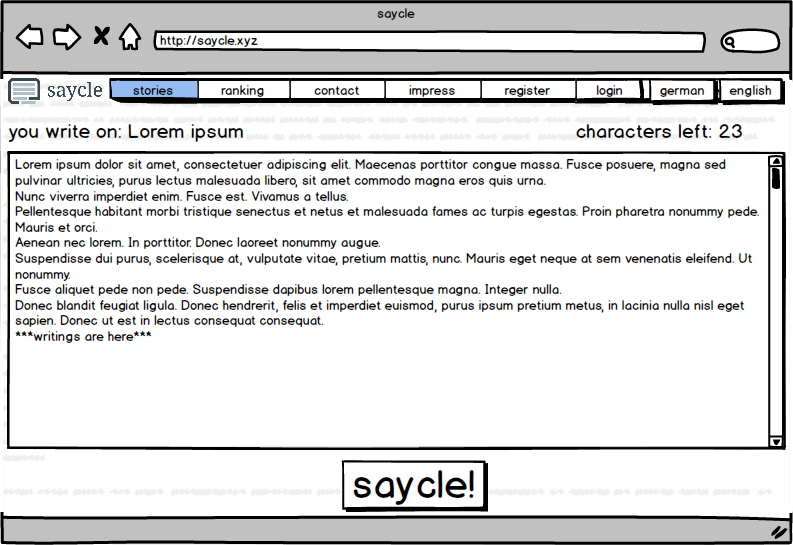 saycle
http://saycle.xyz
saycle stories ranking contact impress register login german english
you write on: Lorem ipsum characters left: 23
Lorem ipsum dolor sit amet, consectetuer adipiscing elit. Maecenas porttitor congue massa. Fusce posuere, magna sed
pulvinar ultricies, purus lectus malesuada libero, sit amet commodo magna eros quis urna.
Nunc viverra imperdiet enim. Fusce est. Vivamus a tellus.
Pellentesque habitant morbi tristique senectus et netus et malesuada fames ac turpis egestas. Proin pharetra nonummy pede.
Mauris et orci.
Aenean nec lorem. In porttitor. Donec laoreet nonummy augue.
Suspendisse dui purus, scelerisque at, vulputate vitae, pretium mattis, nunc. Mauris eget neque at sem venenatis eleifend. Ut
nonummy.
Fusce aliquet pede non pede. Suspendisse dapibus lorem pellentesque magna. Integer nulla.
Donec blandit feugiat ligula. Donec hendrerit, felis et imperdiet euismod, purus ipsum pretium metus, in lacinia nulla nisl eget
sapien. Donec ut est in lectus consequat consequat.
***writings are here***
saycle!